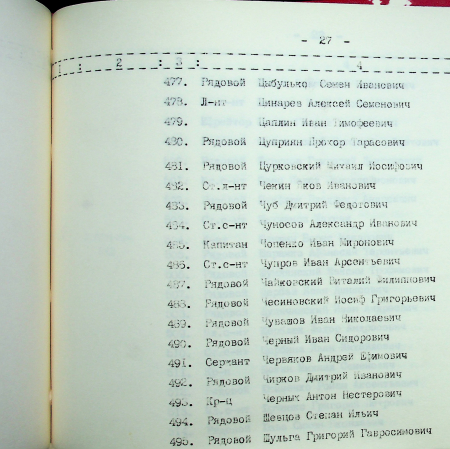 - 27 -
2 : 3 : 4
477. Рядовой Цыбулько Семен Иванович
478. Л-нт Цинарев Алексей Семенович
479. Цаплин Иван Тимофеевич
480. Рядовой Цуприян Прохор Тарасович
481. Рядовой Цурковский Михаил Иосифович
482. Ст.л-нт Чекин Яков Иванович
483. Рядовой Чуб Дмитрий Федотович
484. Ст.с-нт Чуносов Александр Иванович
485. Капитан Чопенко Иван Миронович
486. Ст.с-нт Чупров Иван Арсентьевич
487. Рядовой Чайковский Виталий Филиппович
488. Рядовой Чесиновский Иосиф Григорьевич
489. Рядовой Чувашов Иван Николаевич
490. Рядовой Черный Иван Сидорович
491. Сержант Червяков Андрей Ефимович
492. Рядовой Чирков Дмитрий Иванович
493. Кр-ц Черных Антон Нестерович
494. Рядовой Шевцов Степан Ильич
495. Рядовой Шульга Григорий Гавросимович